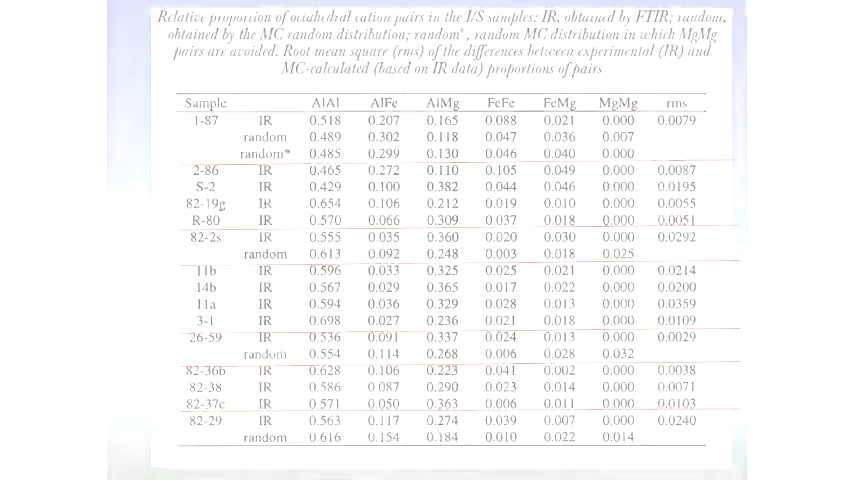 Relative proportion of octahedral cation pairs in the I/S samples; IR, obtained by FTIR; random,
obtained by the MC random distribution; random*, random MC distribution in which MgMg
pairs are avoided. Root mean square (rms) of the differences between experimental (IR) and
MC-calculated (based on IR data) proportions of pairs
Sample AlAl AlFe AlMg FeFe FeMg MgMg rms
1-87 IR 0.518 0.207 0.165 0.088 0.021 0.000 0.0079
random 0.489 0.302 0.118 0.047 0.036 0.007
random* 0.485 0.299 0.130 0.046 0.040 0.000
2-86 IR 0.465 0.272 0.110 0.105 0.049 0.000 0.0087
S-2 IR 0.429 0.100 0.382 0.044 0.046 0.000 0.0195
82-19g IR 0.654 0.106 0.212 0.019 0.010 0.000 0.0055
R-80 IR 0.570 0.066 0.309 0.037 0.018 0.000 0.0051
82-2s IR 0.555 0.035 0.360 0.020 0.030 0.000 0.0292
random 0.613 0.092 0.248 0.003 0.018 0.025
11b IR 0.596 0.033 0.325 0.025 0.021 0.000 0.0214
14b IR 0.567 0.029 0.365 0.017 0.022 0.000 0.0200
11a IR 0.594 0.036 0.329 0.028 0.013 0.000 0.0359
3-1 IR 0.698 0.027 0.236 0.021 0.018 0.000 0.0109
26-59 IR 0.536 0.091 0.337 0.024 0.013 0.000 0.0029
random 0.554 0.114 0.268 0.006 0.028 0.032
82-36b IR 0.628 0.106 0.223 0.041 0.002 0.000 0.0038
82-38 IR 0.586 0.087 0.290 0.023 0.014 0.000 0.0071
82-37c IR 0.571 0.050 0.363 0.006 0.011 0.000 0.0103
82-29 IR 0.563 0.117 0.274 0.039 0.007 0.000 0.0240
random 0.616 0.154 0.184 0.010 0.022 0.014